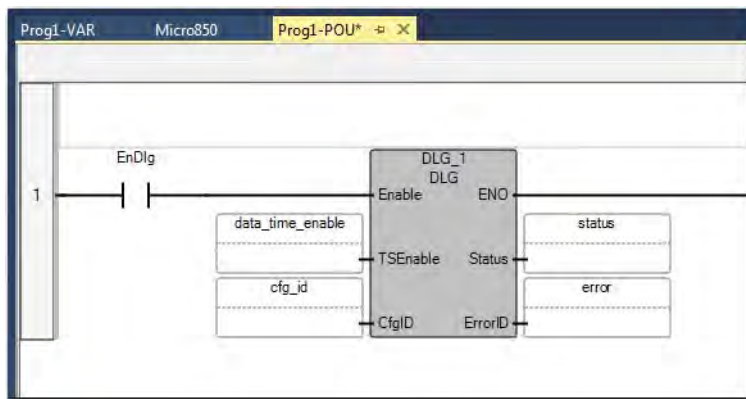 Prog1-VAR Micro850 Prog1-POU*
EnDlg
DLG_1
DLG
1
Enable ENO
data_time_enable status
TSEnable Status
cfg_id error
CfgID ErrorID